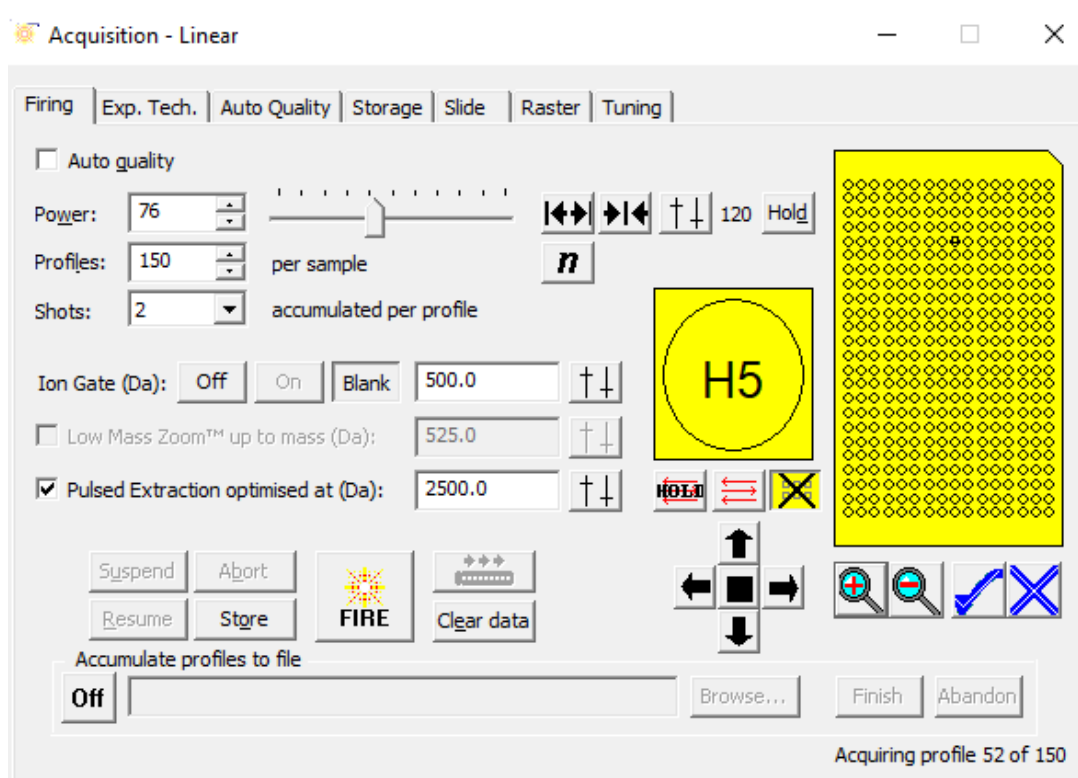 Acquisition - Linear
Firing Exp. Tech. Auto Quality Storage Slide Raster Tuning
Auto quality
Power: 76 120 Hold
Profiles: 150 per sample n
Shots: 2 accumulated per profile
H5
Ion Gate (Da): Off On Blank 500.0
Low Mass Zoom™ up to mass (Da): 525.0
Pulsed Extraction optimised at (Da): 2500.0 HOLD
Suspend Abort
Resume Store FIRE Clear data
Accumulate profiles to file
Off Browse... Finish Abandon
Acquiring profile 52 of 150